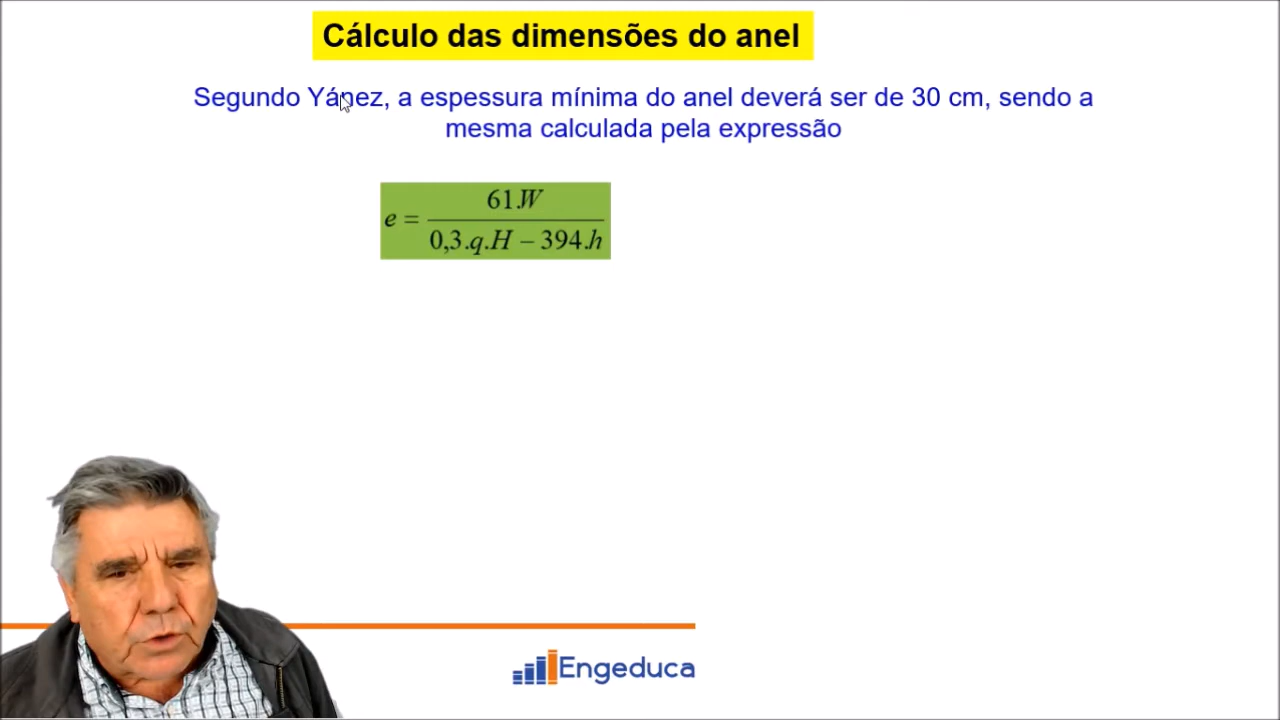 Cálculo das dimensões do anel
Segundo Yánez, a espessura mínima do anel deverá ser de 30 cm, sendo a
mesma calculada pela expressão
e = 61.W / 0,3.q.H − 394.h
Engeduca